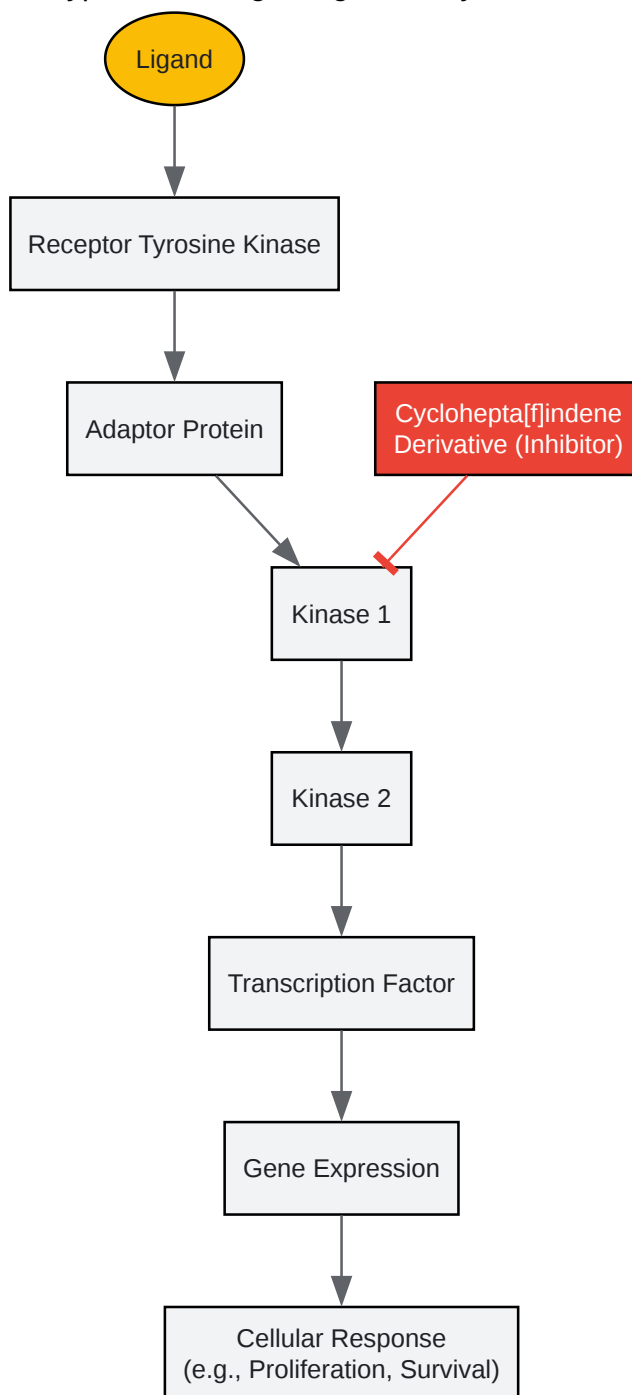 Ligand
Receptor Tyrosine Kinase
Adaptor Protein
Cyclohepta[f]indene
Derivative (Inhibitor)
Kinase 1
Kinase 2
Transcription Factor
Gene Expression
Cellular Response
(e.g., Proliferation, Survival)